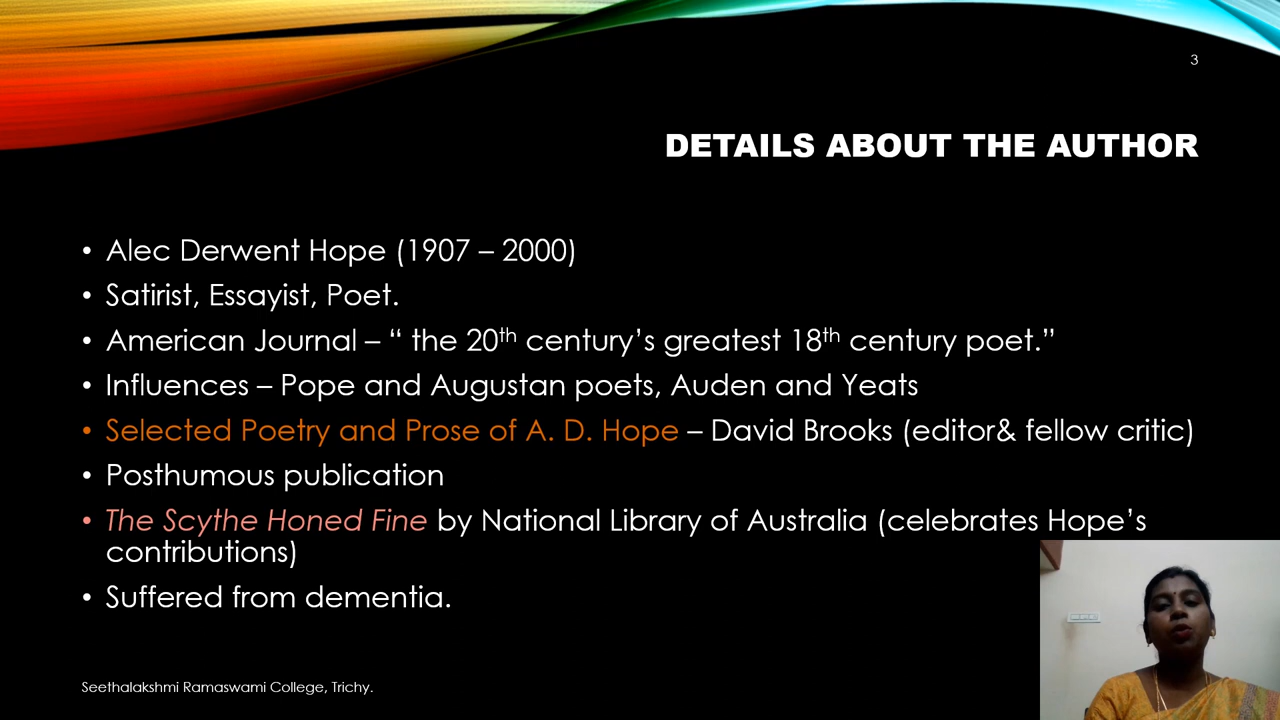 3
DETAILS ABOUT THE AUTHOR
• Alec Derwent Hope (1907 – 2000)
• Satirist, Essayist, Poet.
• American Journal – “ the 20th century’s greatest 18th century poet.”
• Influences – Pope and Augustan poets, Auden and Yeats
• Selected Poetry and Prose of A. D. Hope – David Brooks (editor& fellow critic)
• Posthumous publication
• The Scythe Honed Fine by National Library of Australia (celebrates Hope’s
contributions)
• Suffered from dementia.
Seethalakshmi Ramaswami College, Trichy.